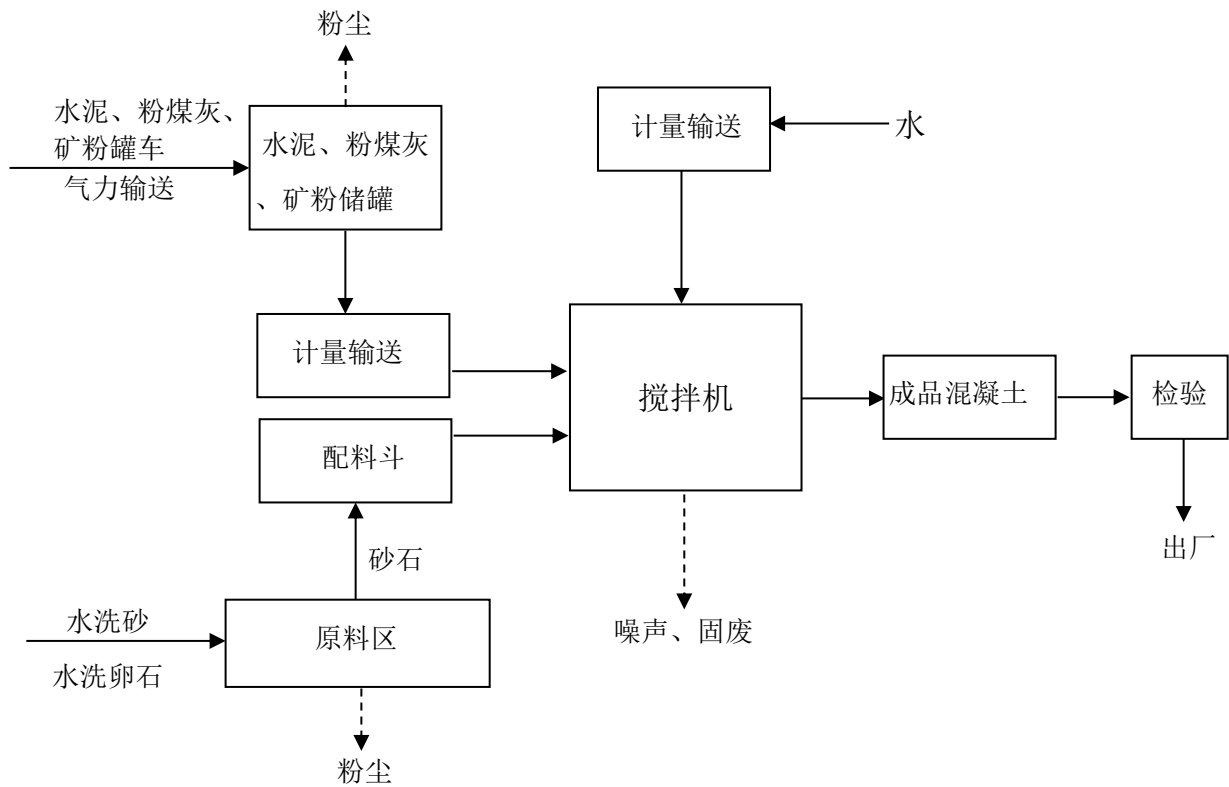 粉尘
水泥、粉煤灰、
矿粉罐车
气力输送
水泥、粉煤灰
、矿粉储罐
计量输送
水
计量输送
搅拌机
成品混凝土
检验
配料斗
出厂
砂石
水洗砂
水洗卵石
原料区
噪声、固废
粉尘